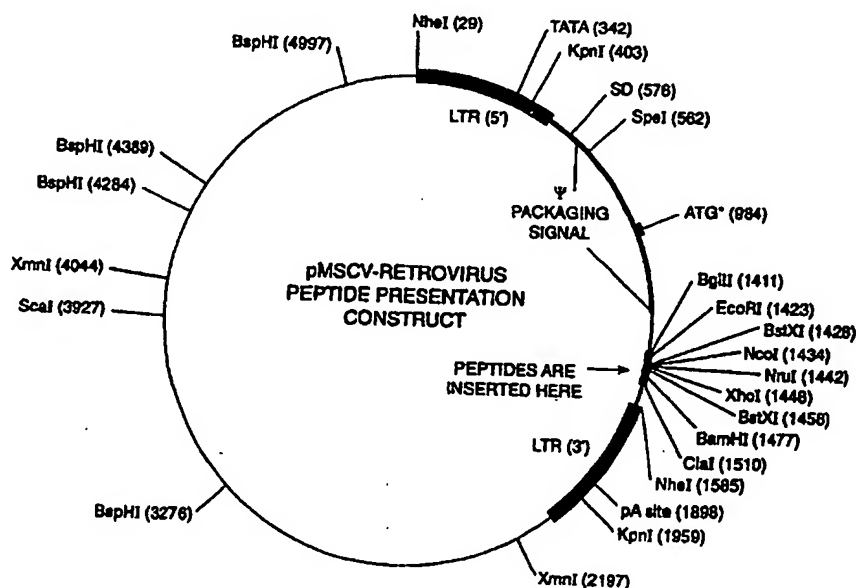 NheI (29)
TATA (342)
KpnI (403)
SD (576)
SpeI (562)
BspHI (4997)
LTR (5')
BspHI (4389)
BspHI (4284)
Ψ
PACKAGING
SIGNAL
ATG* (984)
XmnI (4044)
ScaI (3927)
pMSCV-RETROVIRUS
PEPTIDE PRESENTATION
CONSTRUCT
BglII (1411)
EcoRI (1423)
BstXI (1428)
NcoI (1434)
NruI (1442)
XhoI (1448)
BstXI (1458)
BamHI (1477)
ClaI (1510)
NheI (1585)
PEPTIDES ARE
INSERTED HERE
LTR (3')
pA site (1898)
KpnI (1959)
BspHI (3276)
XmnI (2197)